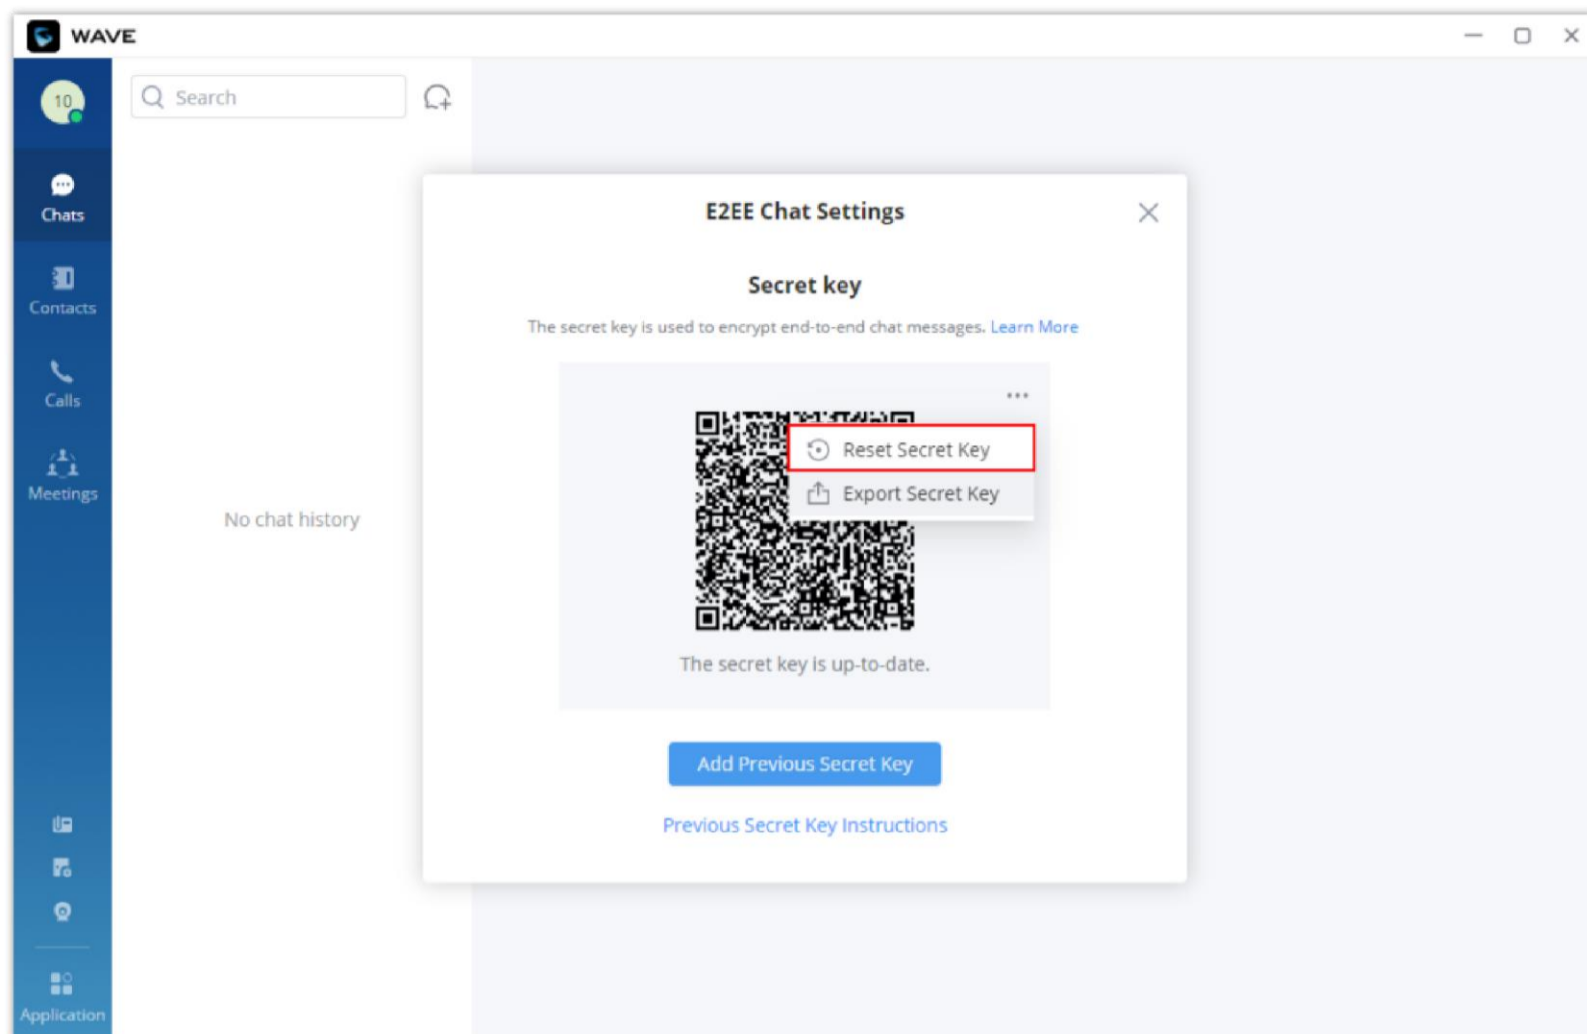 WAVE
10
Search
Chats
Contacts
Calls
Meetings
Application
No chat history
E2EE Chat Settings
Secret key
The secret key is used to encrypt end-to-end chat messages. Learn More
Reset Secret Key
Export Secret Key
The secret key is up-to-date.
Add Previous Secret Key
Previous Secret Key Instructions